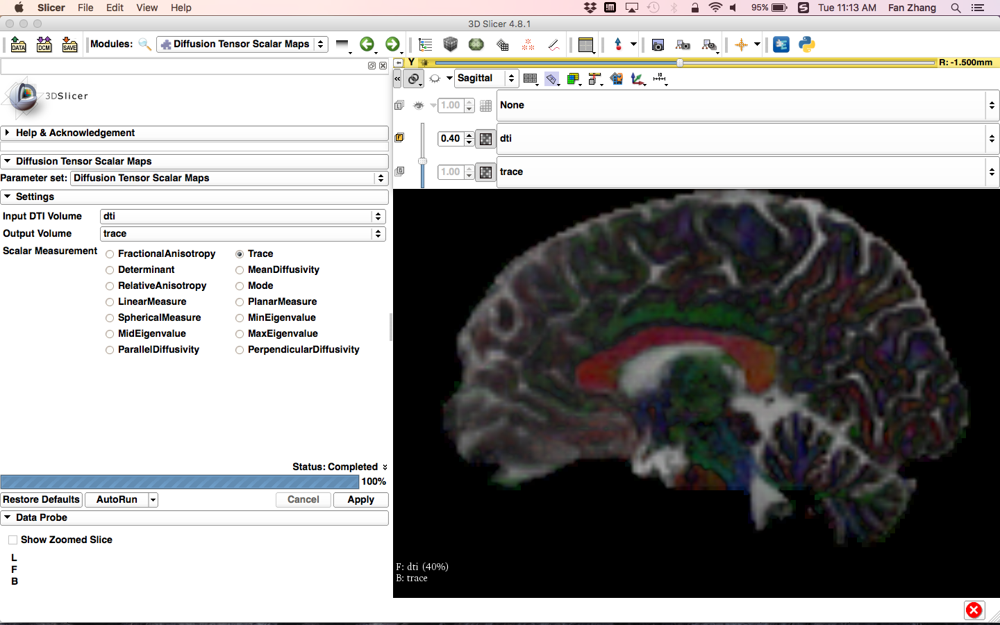 Slicer File Edit View Help 95% Tue 11:13 AM Fan Zhang
3D Slicer 4.8.1
DATA DCM SAVE Modules: Diffusion Tensor Scalar Maps
Y R: -1.500mm
Sagittal
3DSlicer
1.00 None
Help & Acknowledgement
F 0.40 dti
Diffusion Tensor Scalar Maps
B 1.00 trace
Parameter set: Diffusion Tensor Scalar Maps
Settings
Input DTI Volume dti
Output Volume trace
Scalar Measurement FractionalAnisotropy Trace
Determinant MeanDiffusivity
RelativeAnisotropy Mode
LinearMeasure PlanarMeasure
SphericalMeasure MinEigenvalue
MidEigenvalue MaxEigenvalue
ParallelDiffusivity PerpendicularDiffusivity
Status: Completed
100%
Restore Defaults AutoRun Cancel Apply
Data Probe
Show Zoomed Slice
L
F
B
F: dti (40%)
B: trace